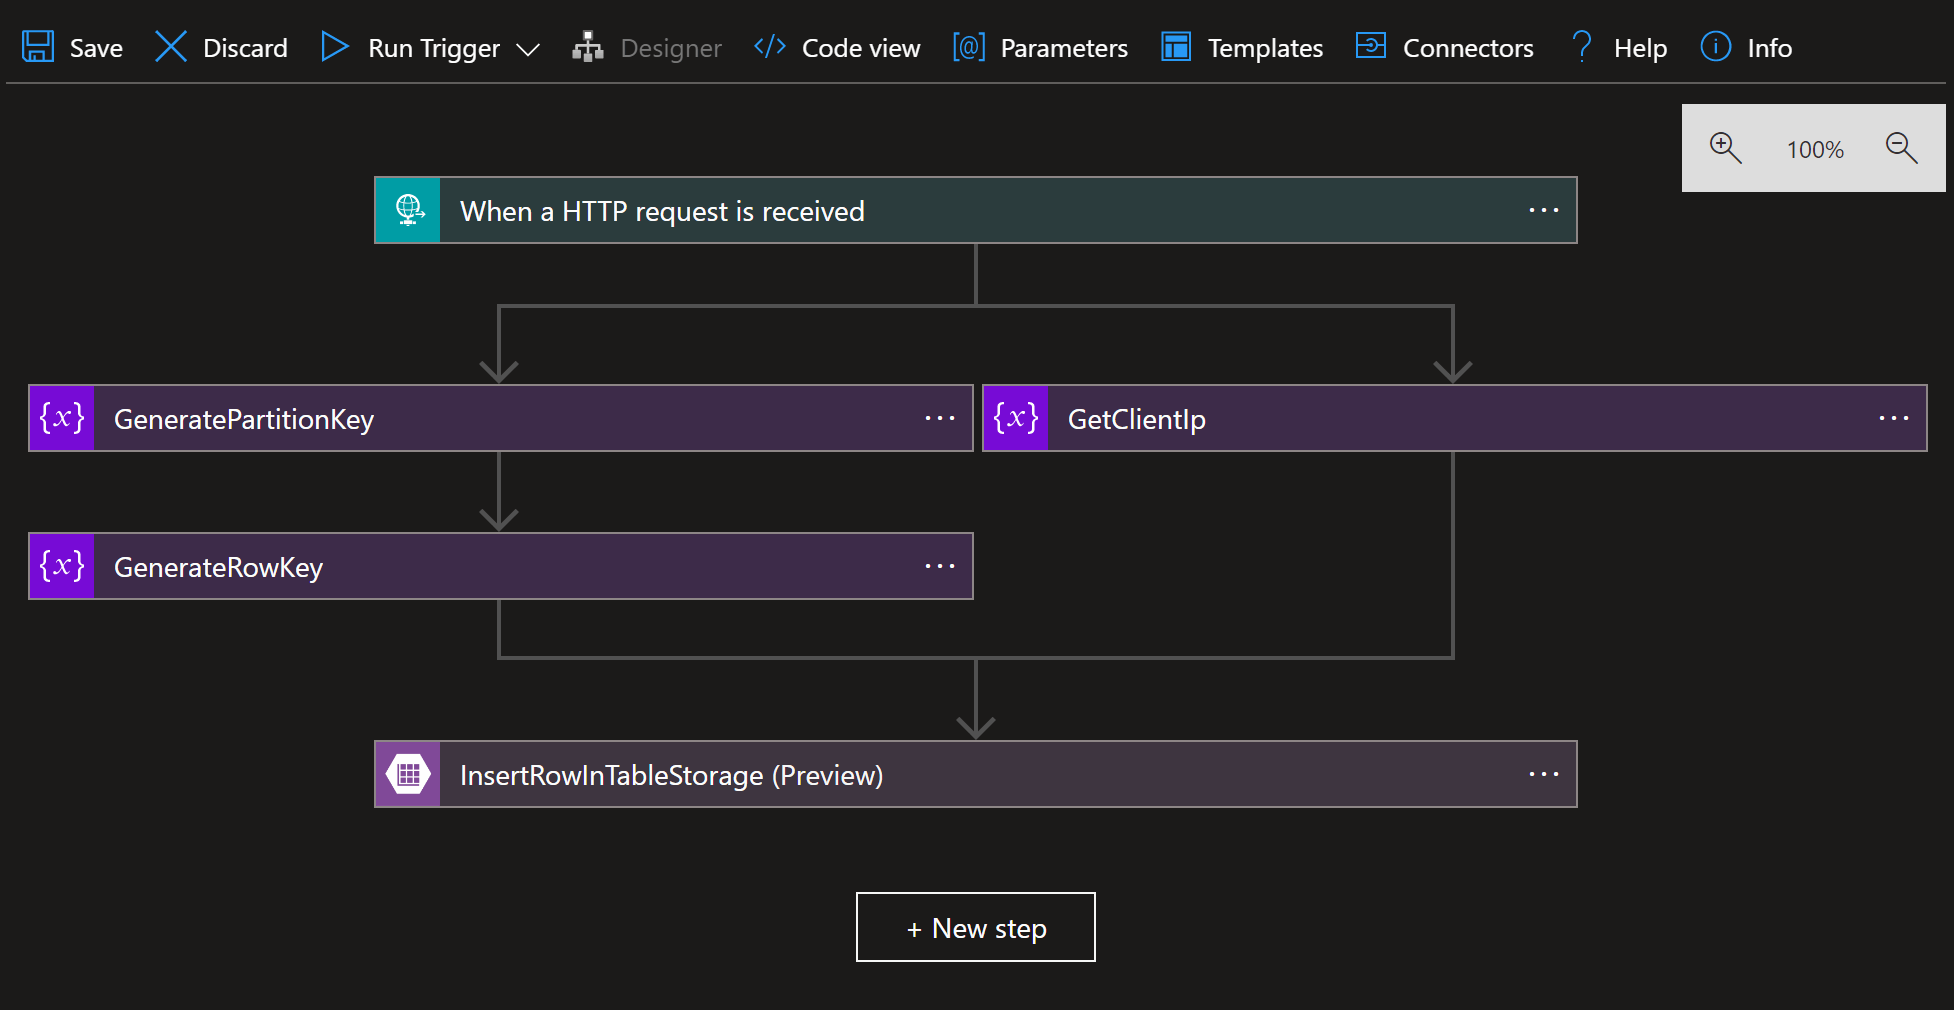 Save Discard Run Trigger Designer </> Code view [@] Parameters Templates Connectors ? Help i Info
100%
When a HTTP request is received ...
{x} GeneratePartitionKey ... {x} GetClientIp ...
{x} GenerateRowKey ...
InsertRowInTableStorage (Preview) ...
+ New step